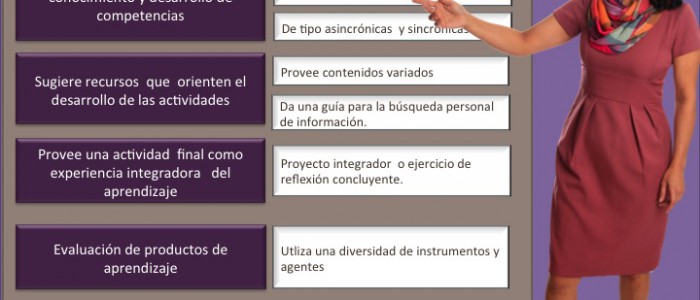 conocimiento y desarrollo de
competencias
De tipo asincrónicas  y sincrónicas
Sugiere recursos  que  orienten el
desarrollo de las actividades
Provee contenidos variados
Da una guía para la búsqueda personal
de información.
Provee una actividad  final como
experiencia integradora   del
aprendizaje
Proyecto integrador  o ejercicio de
reflexión concluyente.
Evaluación de productos de
aprendizaje
Utliza una diversidad de instrumentos y
agentes